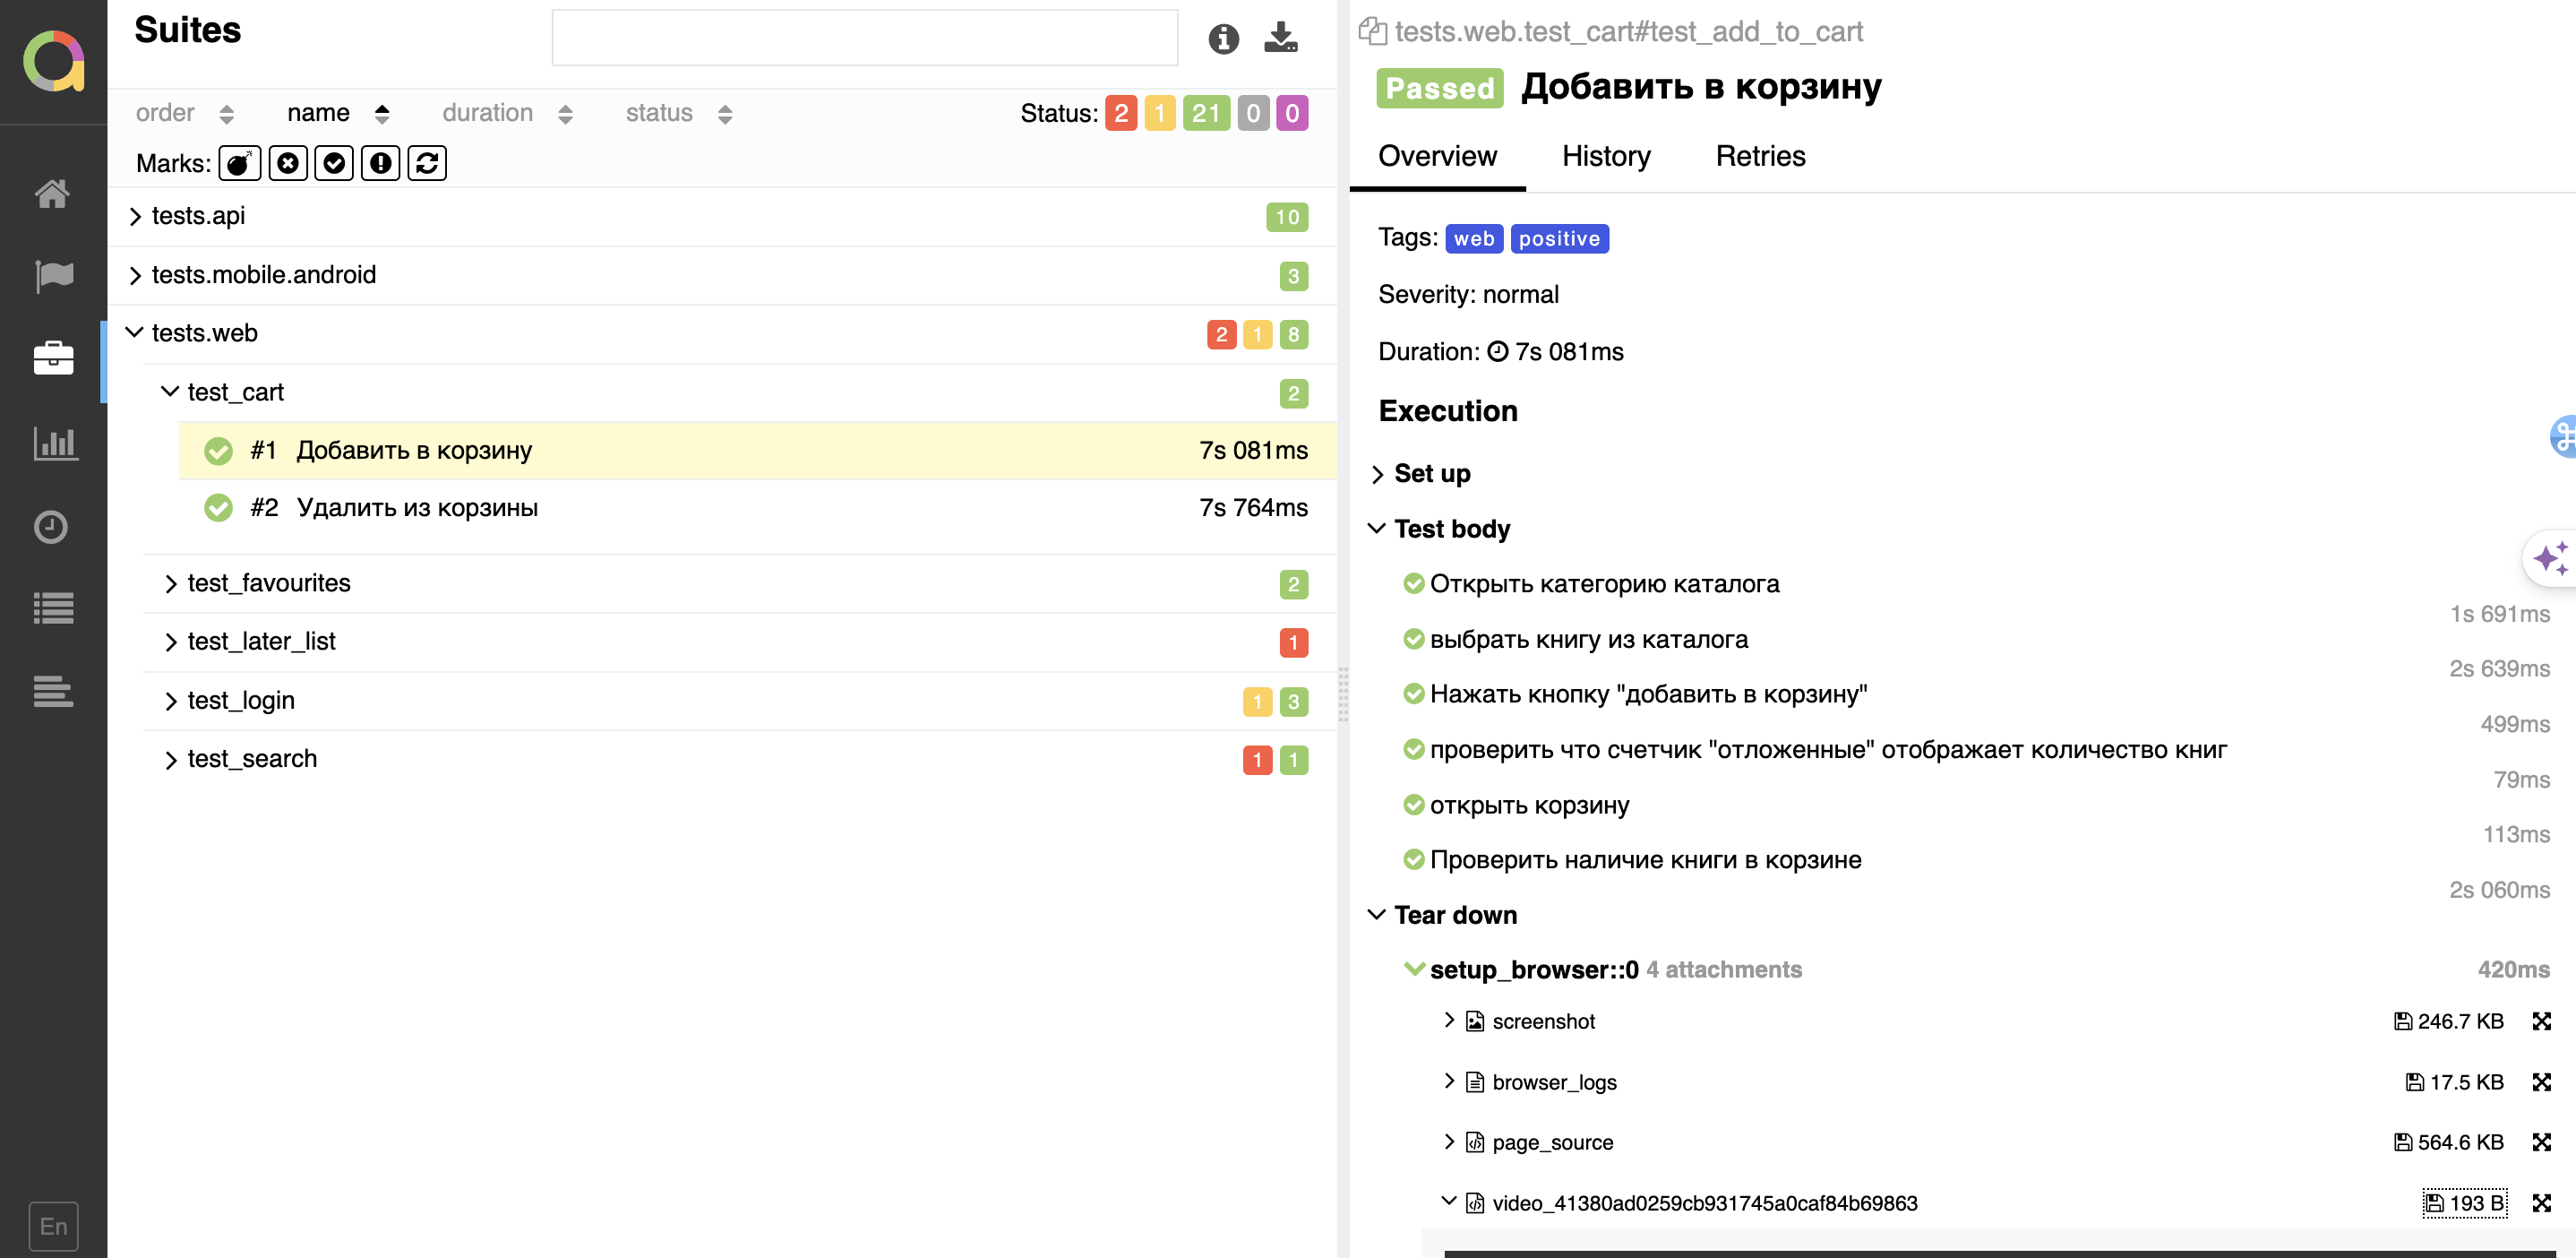 Suites
order name duration status Status: 2 1 21 0 0
Marks:
tests.api 10
tests.mobile.android 3
tests.web 2 1 8
test_cart 2
#1 Добавить в корзину 7s 081ms
#2 Удалить из корзины 7s 764ms
test_favourites 2
test_later_list 1
test_login 1 3
test_search 1 1
En
tests.web.test_cart#test_add_to_cart
Passed Добавить в корзину
Overview History Retries
Tags: web positive
Severity: normal
Duration: 7s 081ms
Execution
Set up
Test body
Открыть категорию каталога
1s 691ms
выбрать книгу из каталога
2s 639ms
Нажать кнопку "добавить в корзину"
499ms
проверить что счетчик "отложенные" отображает количество книг
79ms
открыть корзину
113ms
Проверить наличие книги в корзине
2s 060ms
Tear down
setup_browser::0 4 attachments 420ms
screenshot 246.7 KB
browser_logs 17.5 KB
page_source 564.6 KB
video_41380ad0259cb931745a0caf84b69863 193 B